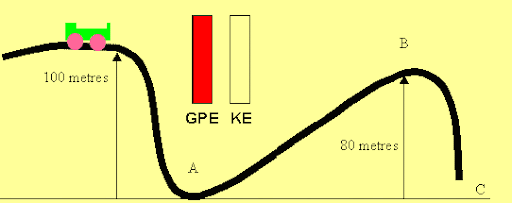 B
100 metres
GPE KE
80 metres
A
C